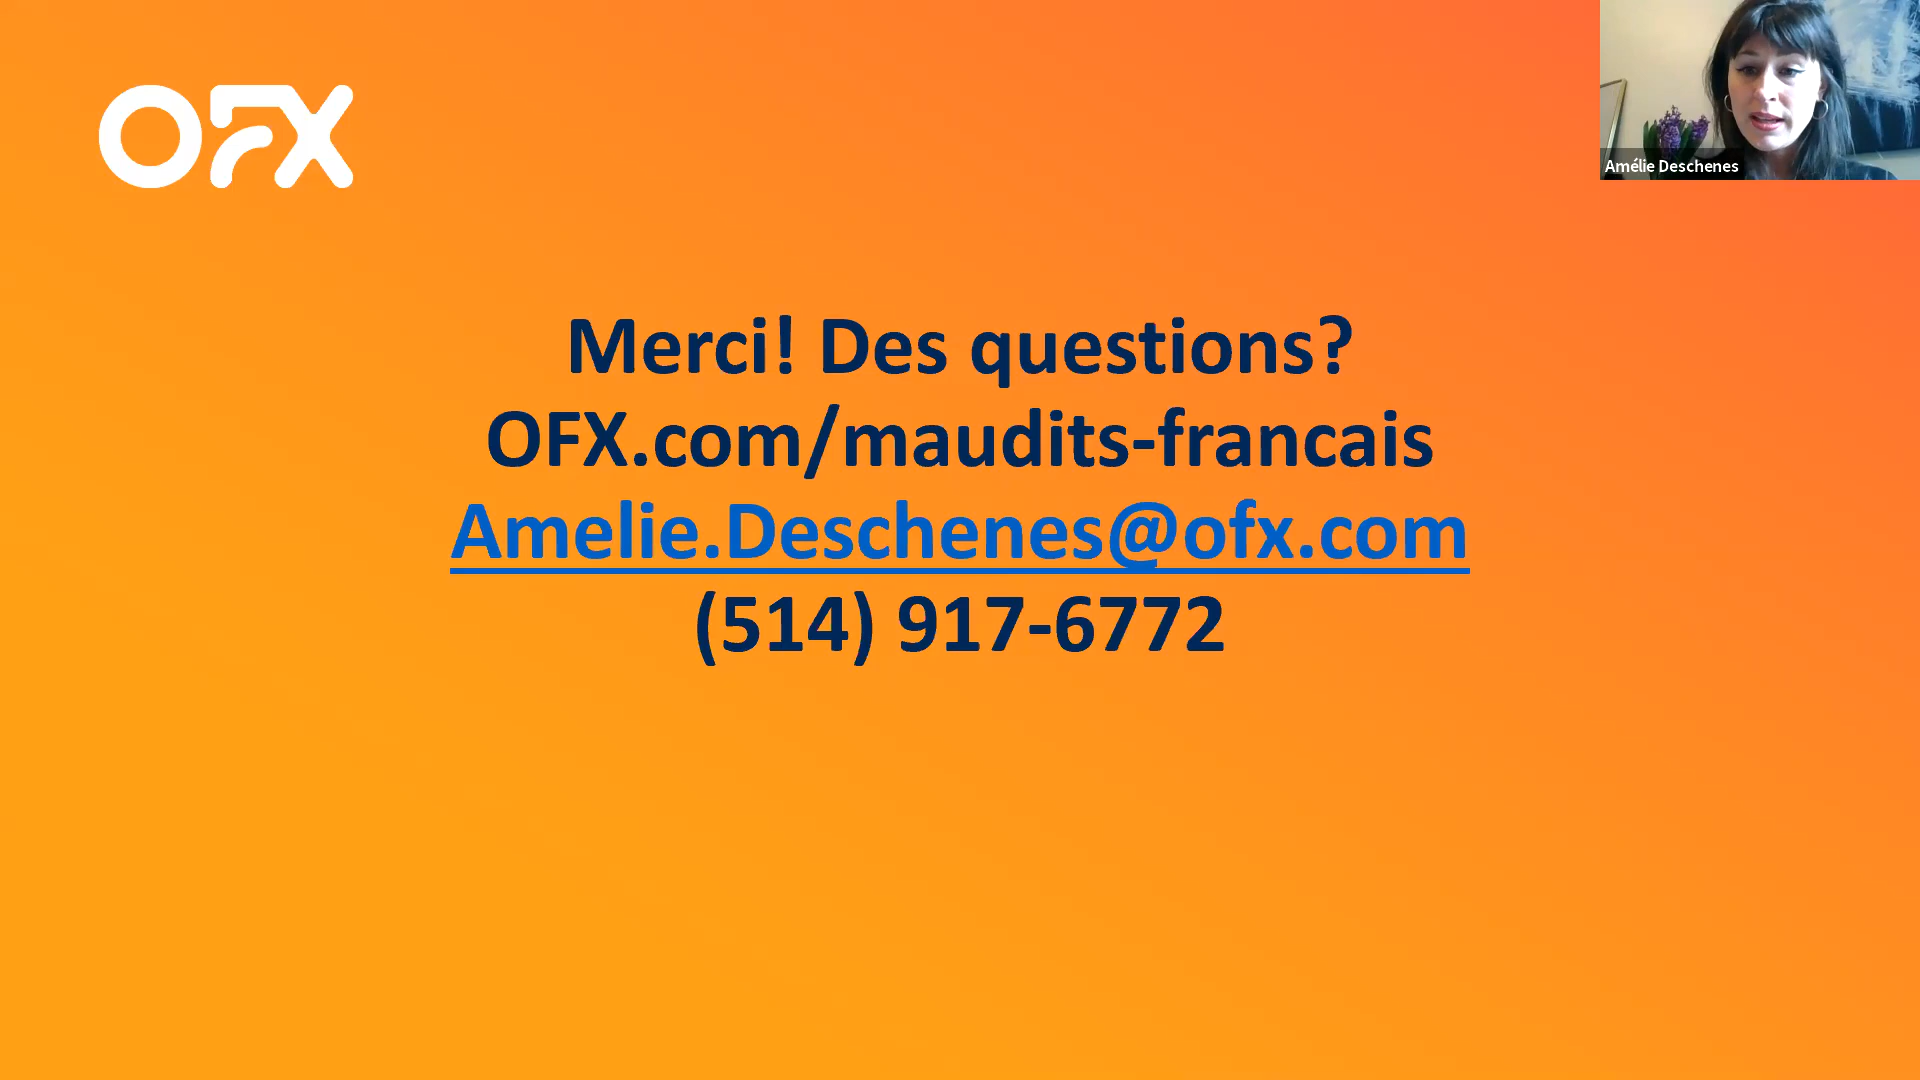 OFX
Amélie Deschenes
Merci! Des questions?
OFX.com/maudits-francais
Amelie.Deschenes@ofx.com
(514) 917-6772